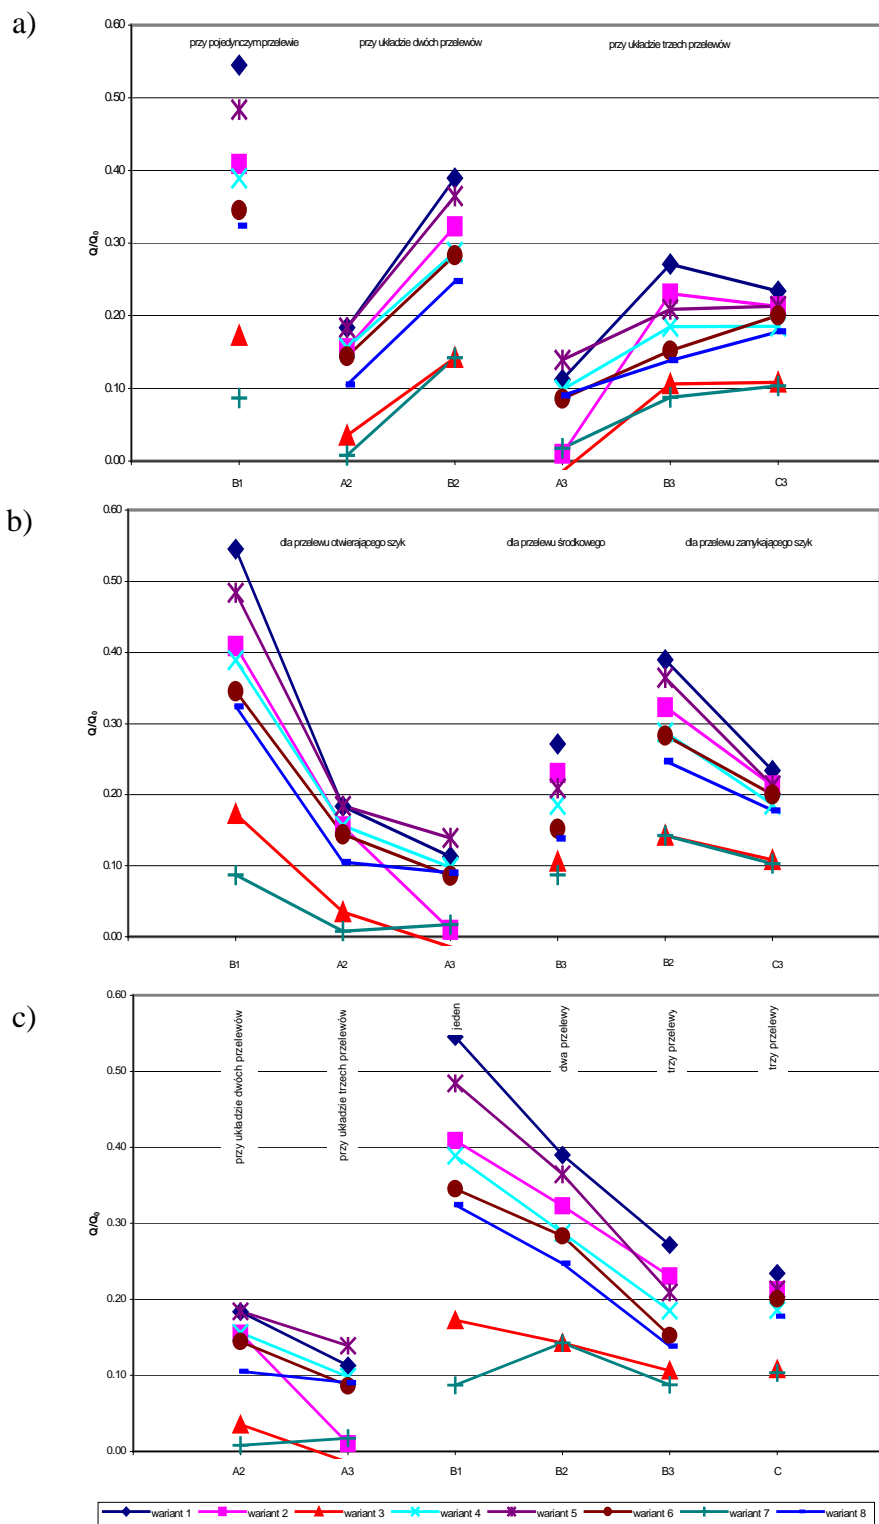 a)
przy pojedynczym przelewie przy układzie dwóch przelewów przy układzie trzech przelewów
0.60
0.50
0.40
0.30
0.20
0.10
0.00
Q/Q₀
B1 A2 B2 A3 B3 C3
b)
dla przelewu otwierającego szyk dla przelewu środkowego dla przelewu zamykającego szyk
0.60
0.50
0.40
0.30
0.20
0.10
0.00
Q/Q₀
B1 A2 A3 B3 B2 C3
c)
przy układzie dwóch przelewów
przy układzie trzech przelewów
jeden
dwa przelewy
trzy przelewy
trzy przelewy
0.60
0.50
0.40
0.30
0.20
0.10
0.00
Q/Q₀
A2 A3 B1 B2 B3 C
wariant 1 wariant 2 wariant 3 wariant 4 wariant 5 wariant 6 wariant 7 wariant 8